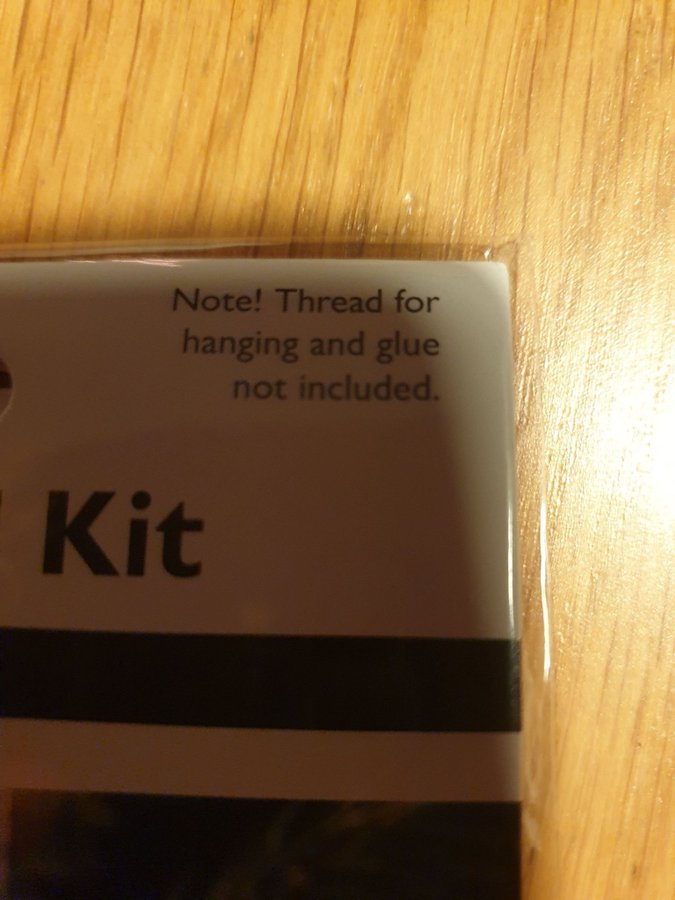 Note! Thread for
hanging and glue
not included.
Kit